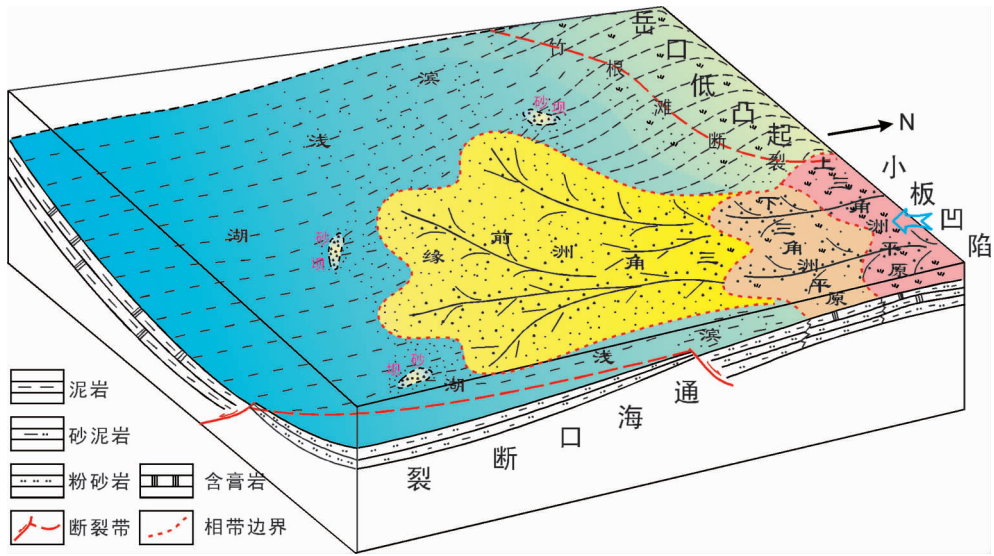 岳口低凸起
竹根滩断裂
N
小板凹陷
上三角洲平原
下三角洲平原
三角洲前缘
滨浅湖
砂坝
砂坝
砂坝
滨浅湖
通海口断裂
泥岩
砂泥岩
粉砂岩
含膏岩
断裂带
相带边界